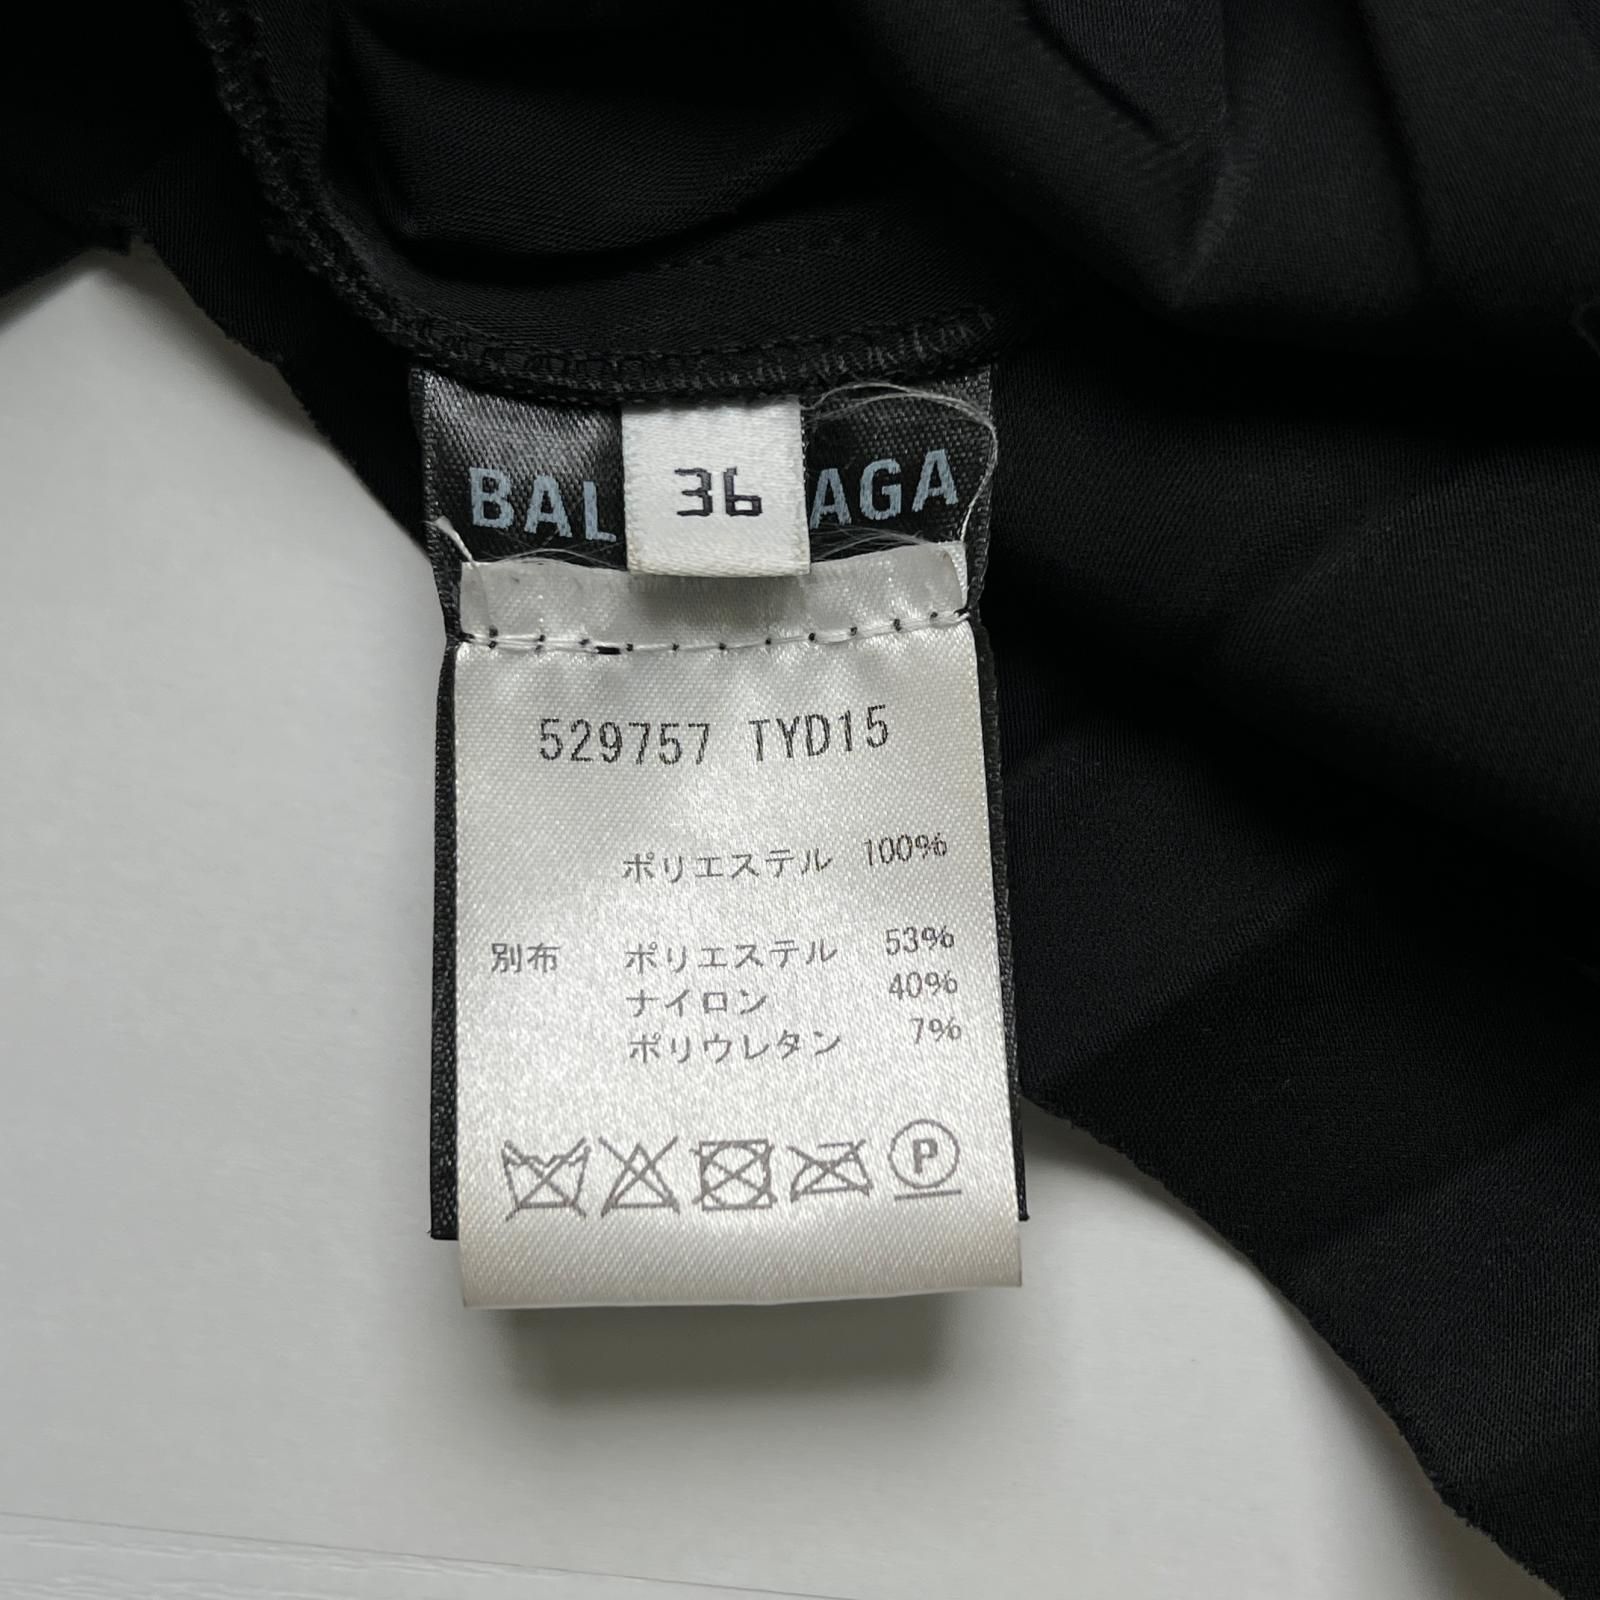 BAL 36 AGA
529757 TYD15
ポリエステル 100%
別布 ポリエステル 53%
ナイロン 40%
ポリウレタン 7%
P